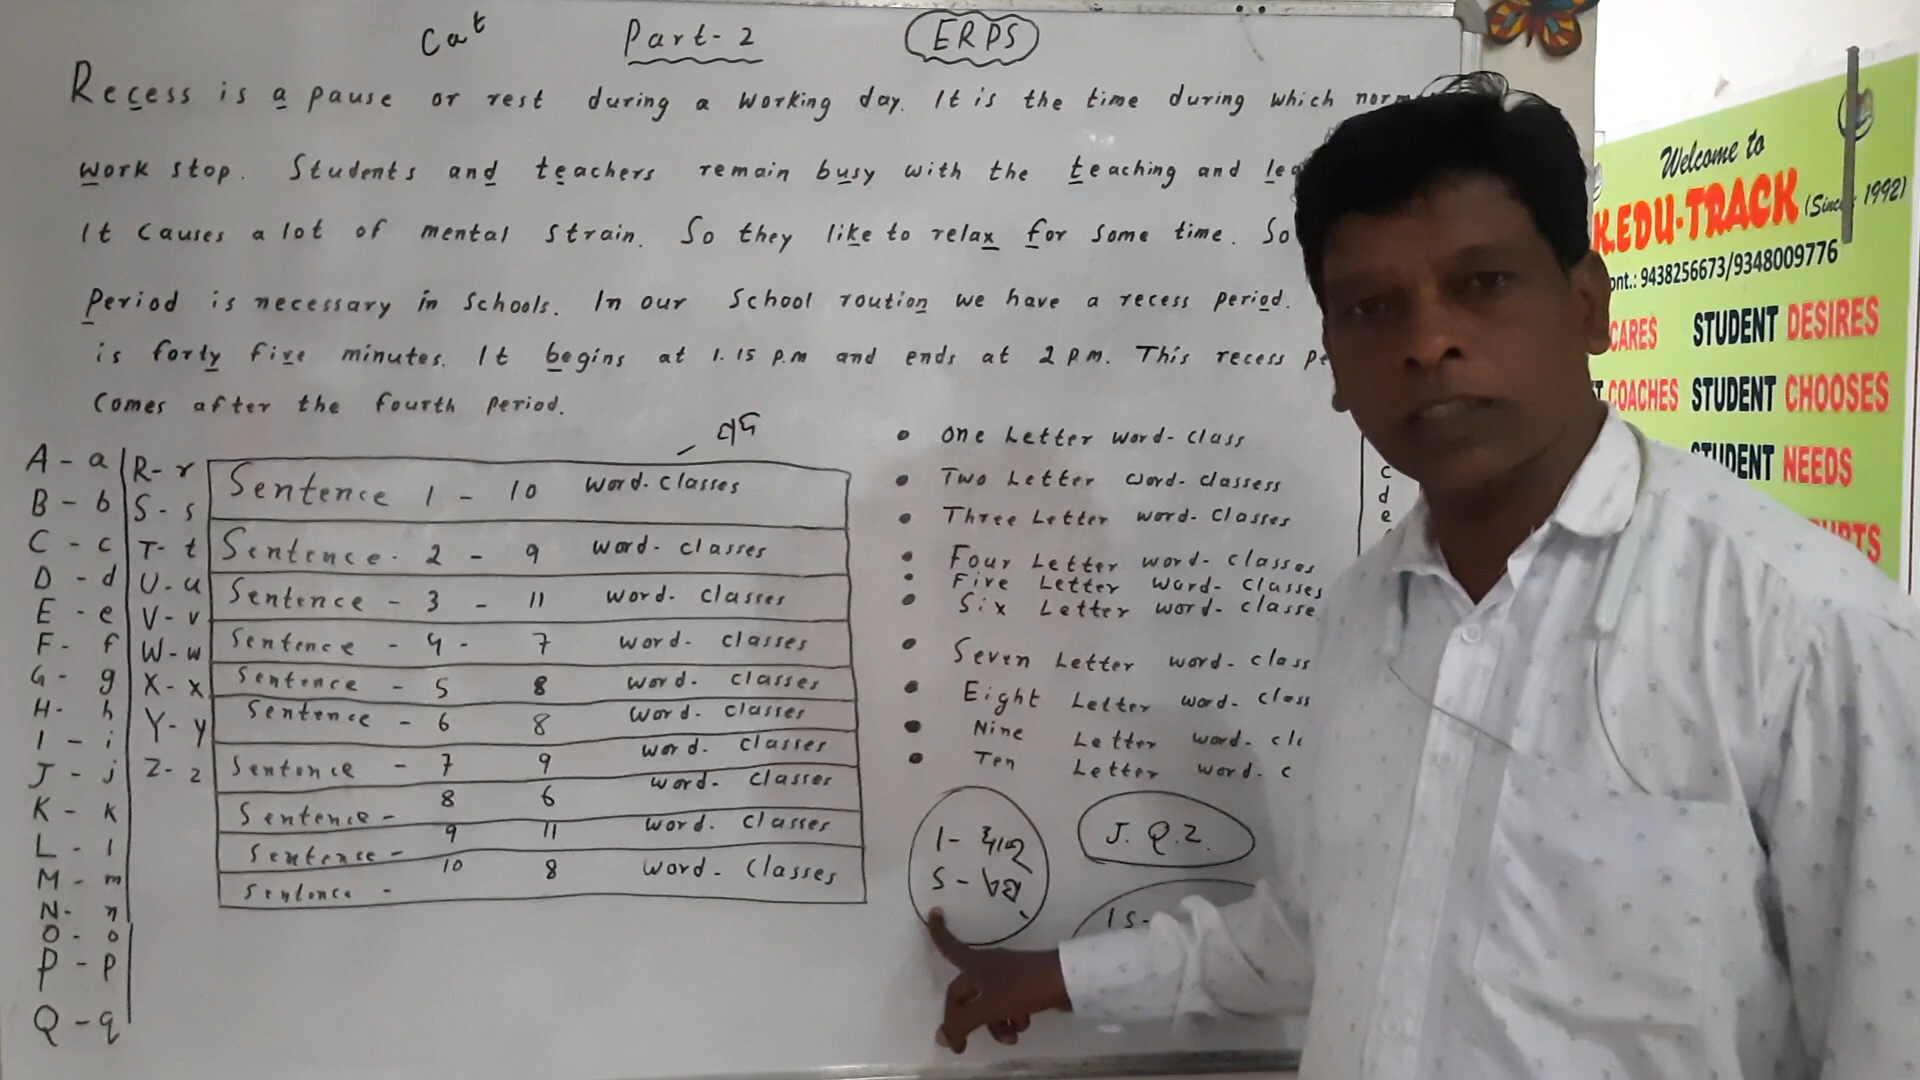 cat Part-2 ERPS
Recess is a pause or rest during a working day. It is the time during which
work stop. Students and teachers remain busy with the teaching and
It causes a lot of mental strain. So they like to relax for some time. So
period is necessary in schools. In our school roution we have a recess period.
is forty five minutes. It begins at 1.15 p.m and ends at 2 p.m. This recess
comes after the fourth period.
A - a
B - b
C - c
D - d
E - e
F - f
G - g
H - h
I - i
J - j
K - k
L - l
M - m
N - n
O - o
P - p
Q - q
R - r
S - s
T - t
U - u
V - v
W - w
X - x
Y - y
Z - z
Sentence 1 - 10 word-classes
Sentence - 2 - 9 word-classes
Sentence - 3 - 11 word-classes
Sentence - 4 - 7 word-classes
Sentence - 5 8 word-classes
Sentence - 6 8 word-classes
Sentence - 7 9 word-classes
Sentence - 8 6 word-classes
Sentence - 9 11 word-classes
Sentence - 10 8 word-classes
• One Letter word-class
• Two Letter word-classess
• Three Letter word-classes
• Four Letter word-classes
• Five Letter word-classes
• Six Letter word-classe
• Seven Letter word-class
• Eight Letter word-class
• Nine Letter word-
• Ten Letter word-
c
d
e
1 -
S -
J. Q. Z.
1 S-
Welcome to
K.EDU-TRACK (Since 1992)
9438256673/9348009776
CARES STUDENT DESIRES
COACHES STUDENT CHOOSES
STUDENT NEEDS